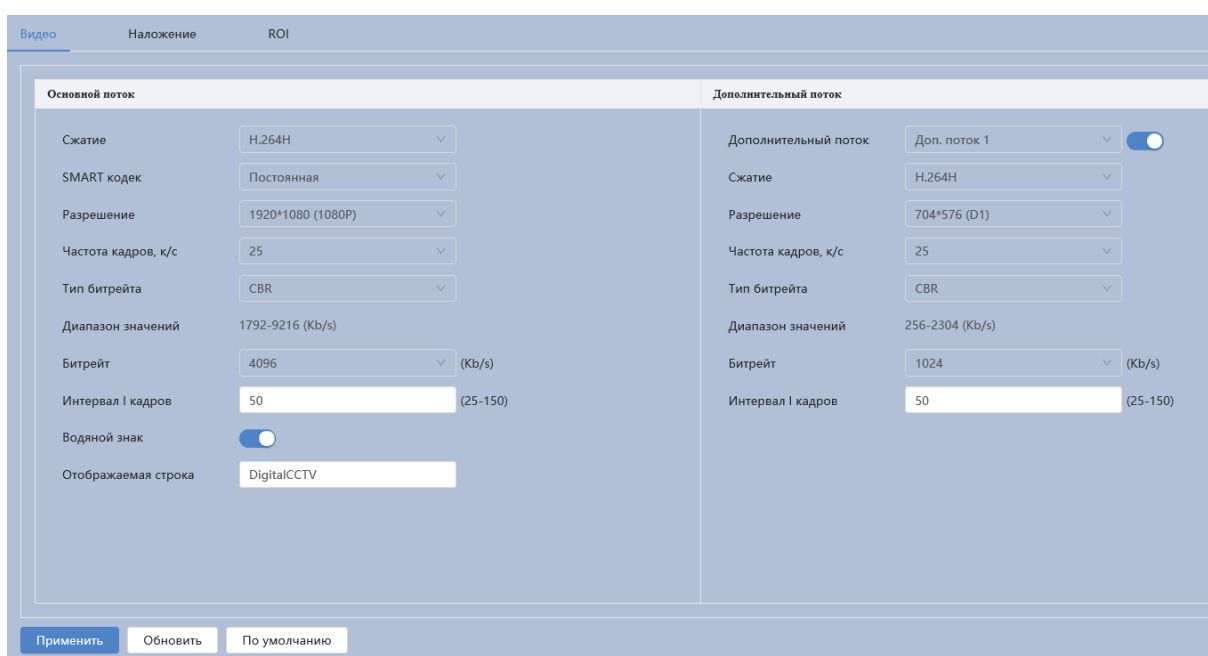 Видео Наложение ROI
Основной поток
Сжатие H.264H
SMART кодек Постоянная
Разрешение 1920*1080 (1080P)
Частота кадров, к/с 25
Тип битрейта CBR
Диапазон значений 1792-9216 (Kb/s)
Битрейт 4096 (Kb/s)
Интервал I кадров 50 (25-150)
Водяной знак
Отображаемая строка DigitalCCTV
Дополнительный поток
Дополнительный поток Доп. поток 1
Сжатие H.264H
Разрешение 704*576 (D1)
Частота кадров, к/с 25
Тип битрейта CBR
Диапазон значений 256-2304 (Kb/s)
Битрейт 1024 (Kb/s)
Интервал I кадров 50 (25-150)
Применить Обновить По умолчанию